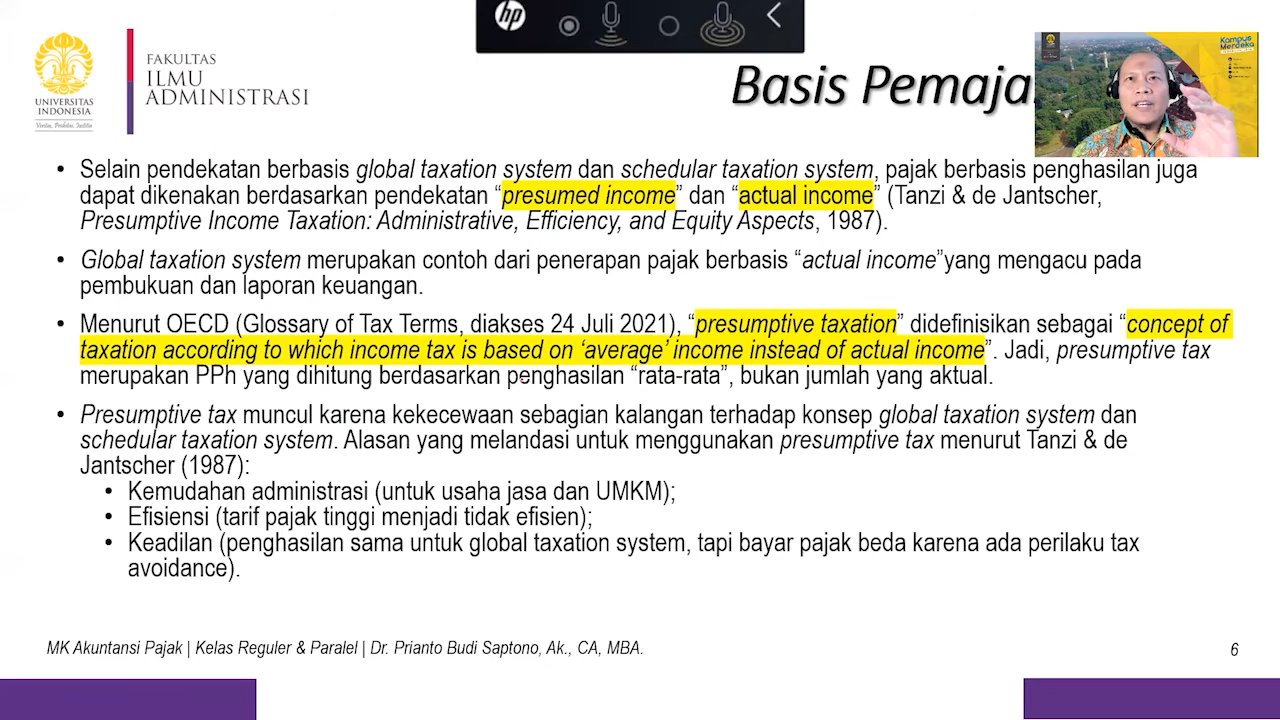 hp
UNIVERSITAS
INDONESIA
Veritas, Probitas, Iustitia
FAKULTAS
ILMU
ADMINISTRASI
Basis Pemaja
Kampus
Merdeka
• Selain pendekatan berbasis global taxation system dan schedular taxation system, pajak berbasis penghasilan juga
dapat dikenakan berdasarkan pendekatan “presumed income” dan “actual income” (Tanzi & de Jantscher,
Presumptive Income Taxation: Administrative, Efficiency, and Equity Aspects, 1987).
• Global taxation system merupakan contoh dari penerapan pajak berbasis “actual income”yang mengacu pada
pembukuan dan laporan keuangan.
• Menurut OECD (Glossary of Tax Terms, diakses 24 Juli 2021), “presumptive taxation” didefinisikan sebagai “concept of
taxation according to which income tax is based on ‘average’ income instead of actual income”. Jadi, presumptive tax
merupakan PPh yang dihitung berdasarkan penghasilan “rata-rata”, bukan jumlah yang aktual.
• Presumptive tax muncul karena kekecewaan sebagian kalangan terhadap konsep global taxation system dan
schedular taxation system. Alasan yang melandasi untuk menggunakan presumptive tax menurut Tanzi & de
Jantscher (1987):
• Kemudahan administrasi (untuk usaha jasa dan UMKM);
• Efisiensi (tarif pajak tinggi menjadi tidak efisien);
• Keadilan (penghasilan sama untuk global taxation system, tapi bayar pajak beda karena ada perilaku tax
avoidance).
MK Akuntansi Pajak | Kelas Reguler & Paralel | Dr. Prianto Budi Saptono, Ak., CA, MBA.
6